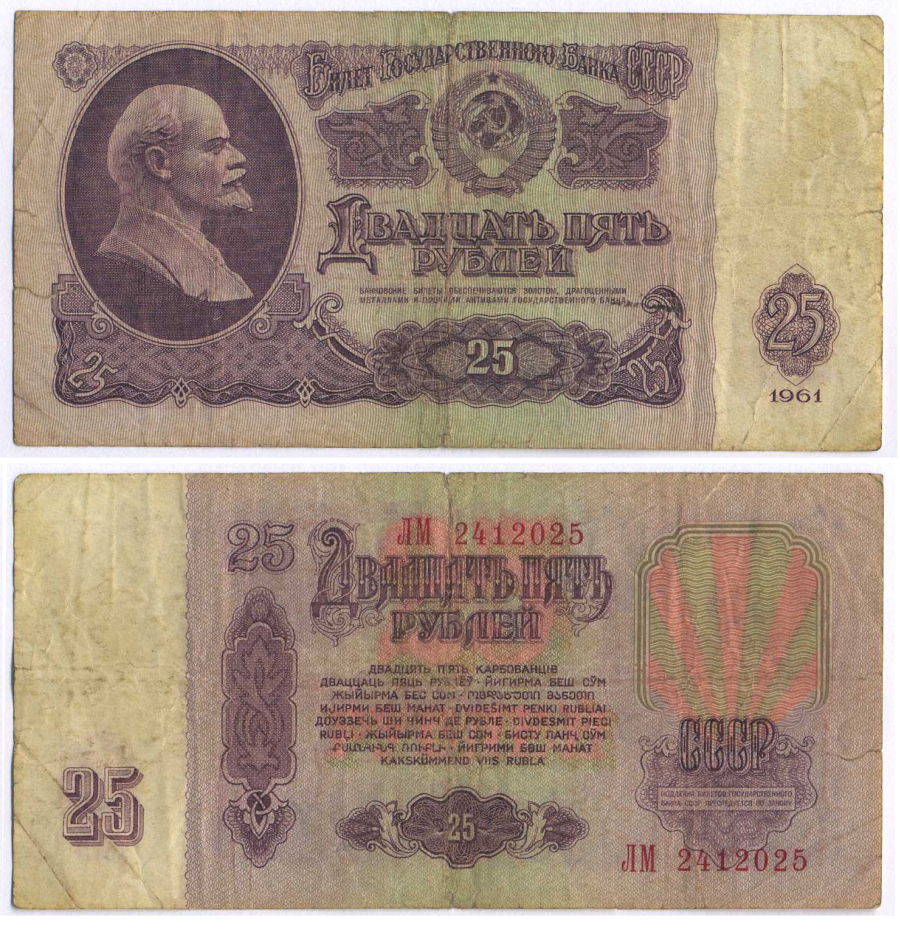 Билет Государственного Банка СССР
Двадцать пять
рублей
БАНКОВСКИЕ БИЛЕТЫ ОБЕСПЕЧИВАЮТСЯ ЗОЛОТОМ, ДРАГОЦЕННЫМИ
МЕТАЛЛАМИ И ПРОЧИМИ АКТИВАМИ ГОСУДАРСТВЕННОГО БАНКА
25
25
25
25
1961
ЛМ 2412025
25
Двадцать пять
рублей
ДВАДЦЯТЬ П'ЯТЬ КАРБОВАНЦІВ
ДВАЦЦАЦЬ ПЯЦЬ РУБЛЁЎ · ЙИГИРМА БЕШ СЎМ
ЖЫЙЫРМА БЕС СОМ · ᲝᲪᲓᲐᲮᲣᲗᲘ ᲛᲐᲜᲔᲗᲘ
ИЈИРМИ БЕШ МАНАТ · DVIDEŠIMT PENKI RUBLIAI
ДОУЭЗЕЧЬ ШИ ЧИНЧ ДЕ РУБЛЕ · DIVDESMIT PIECI
RUBĻI · ЖЫЙЫРМА БЕШ СОМ · БИСТУ ПАНҶ СЎМ
ՔՍԱՆՀԻՆԳ ՌՈՒԲԼԻ · ЙИГРИМИ БӘШ МАНАТ
KAKSKÜMMEND VIIS RUBLA
СССР
ПОДДЕЛКА БИЛЕТОВ ГОСУДАРСТВЕННОГО
БАНКА СССР ПРЕСЛЕДУЕТСЯ ПО ЗАКОНУ
25
25
ЛМ 2412025